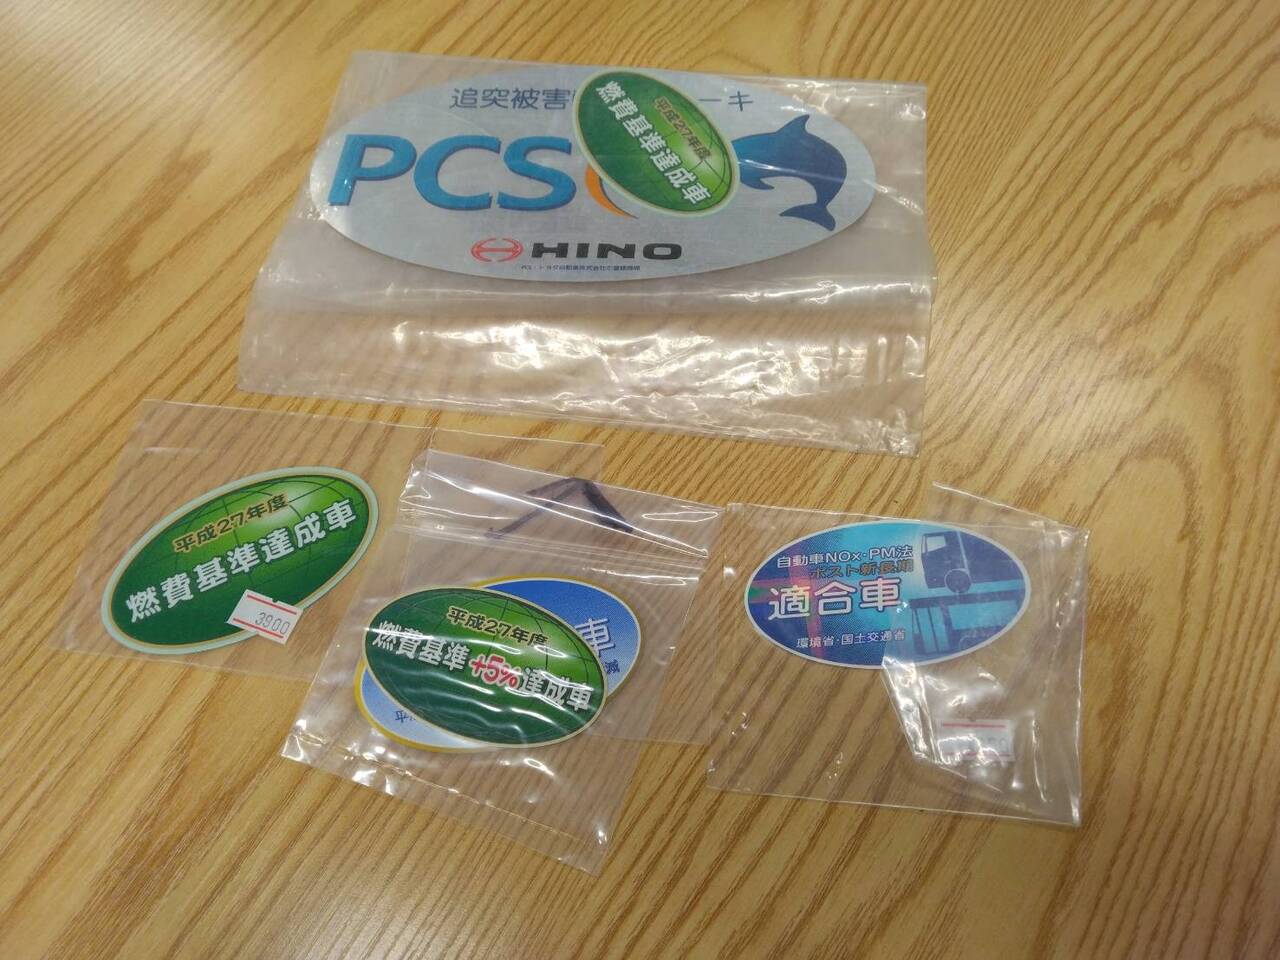 追突被害
ーキ
平成27年度
燃費基準達成車
PCS
HINO
平成27年度
燃費基準達成車
3900
平成27年度
燃費基準+5%達成車
車
減
自動車NOx・PM法
ポスト新長期
適合車
環境省・国土交通省